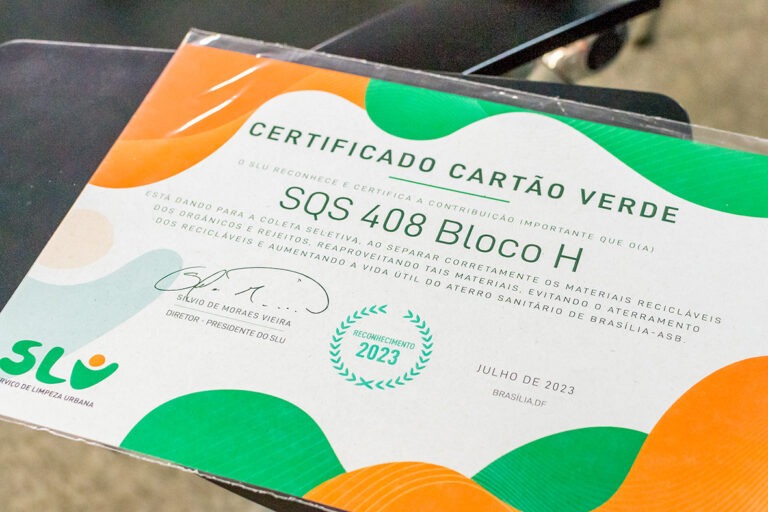 CERTIFICADO CARTÃO VERDE
O SLU RECONHECE E CERTIFICA A CONTRIBUIÇÃO IMPORTANTE QUE O(A)
SQS 408 Bloco H
ESTÁ DANDO PARA A COLETA SELETIVA, AO SEPARAR CORRETAMENTE OS MATERIAIS RECICLÁVEIS
DOS ORGÂNICOS E REJEITOS, REAPROVEITANDO TAIS MATERIAIS, EVITANDO O ATERRAMENTO
DOS RECICLÁVEIS E AUMENTANDO A VIDA ÚTIL DO ATERRO SANITÁRIO DE BRASÍLIA-ASB.
SILVIO DE MORAES VIEIRA
DIRETOR - PRESIDENTE DO SLU
RECONHECIMENTO
2023
JULHO DE 2023
BRASÍLIA,DF
SLU
SERVIÇO DE LIMPEZA URBANA